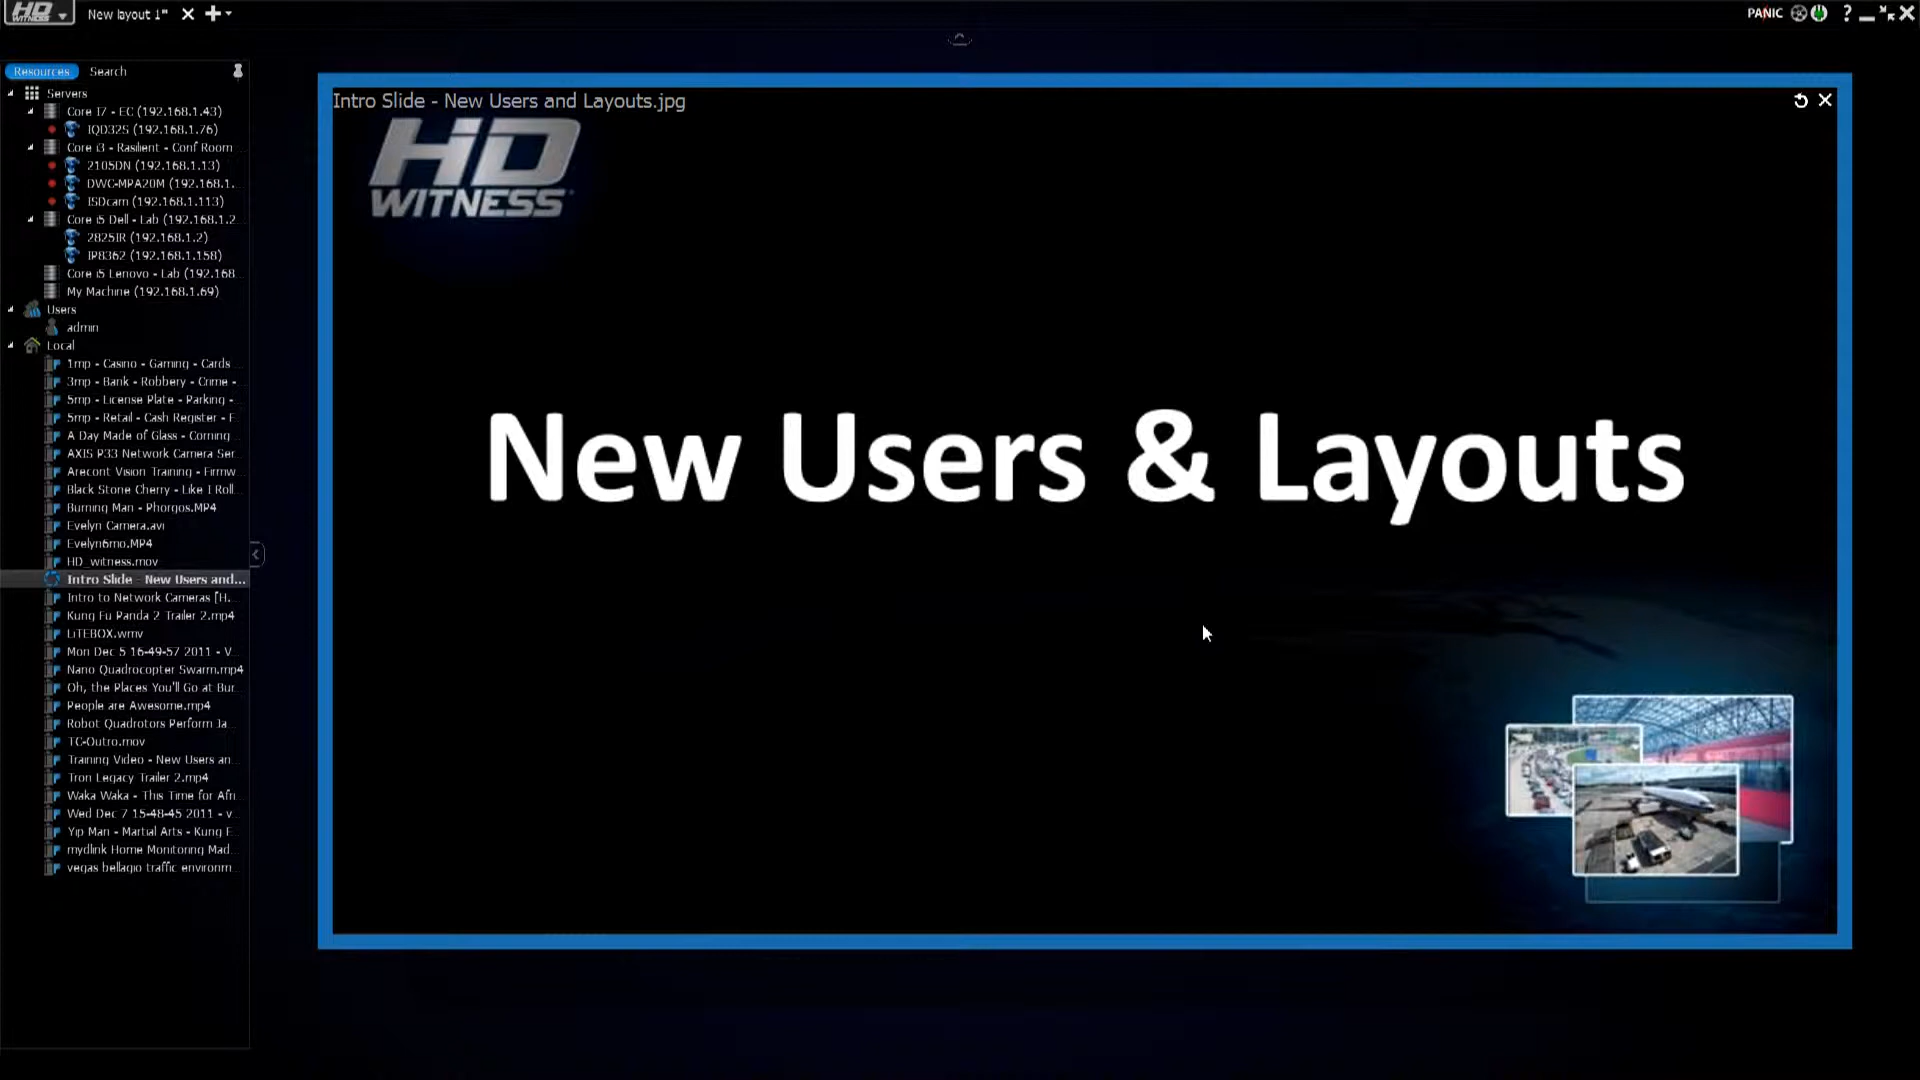 HD WITNESS
New layout 1*
PANIC
?
Resources
Search
Servers
Core I7 - EC (192.168.1.43)
IQD32S (192.168.1.76)
Core i3 - Rasilient - Conf Room
2105DN (192.168.1.13)
DWC-MPA20M (192.168.1...
ISDcam (192.168.1.113)
Core i5 Dell - Lab (192.168.1.2...
2825IR (192.168.1.2)
IP8362 (192.168.1.158)
Core i5 Lenovo - Lab (192.168...
My Machine (192.168.1.69)
Users
admin
Local
1mp - Casino - Gaming - Cards ...
3mp - Bank - Robbery - Crime - ...
5mp - License Plate - Parking - ...
5mp - Retail - Cash Register - F...
A Day Made of Glass - Corning ...
AXIS P33 Network Camera Ser...
Arecont Vision Training - Firmw...
Black Stone Cherry - Like I Roll...
Burning Man - Phorgos.MP4
Evelyn Camera.avi
Evelyn6mo.MP4
HD_witness.mov
Intro Slide - New Users and...
Intro to Network Cameras [H...
Kung Fu Panda 2 Trailer 2.mp4
LiTEBOX.wmv
Mon Dec 5 16-49-57 2011 - V...
Nano Quadrocopter Swarm.mp4
Oh, the Places You'll Go at Bur...
People are Awesome.mp4
Robot Quadrotors Perform Ja...
TC-Outro.mov
Training Video - New Users an...
Tron Legacy Trailer 2.mp4
Waka Waka - This Time for Afri...
Wed Dec 7 15-48-45 2011 - v...
Yip Man - Martial Arts - Kung F...
mydlink Home Monitoring Mad...
vegas bellagio traffic environm...
Intro Slide - New Users and Layouts.jpg
HD
WITNESS
New Users & Layouts